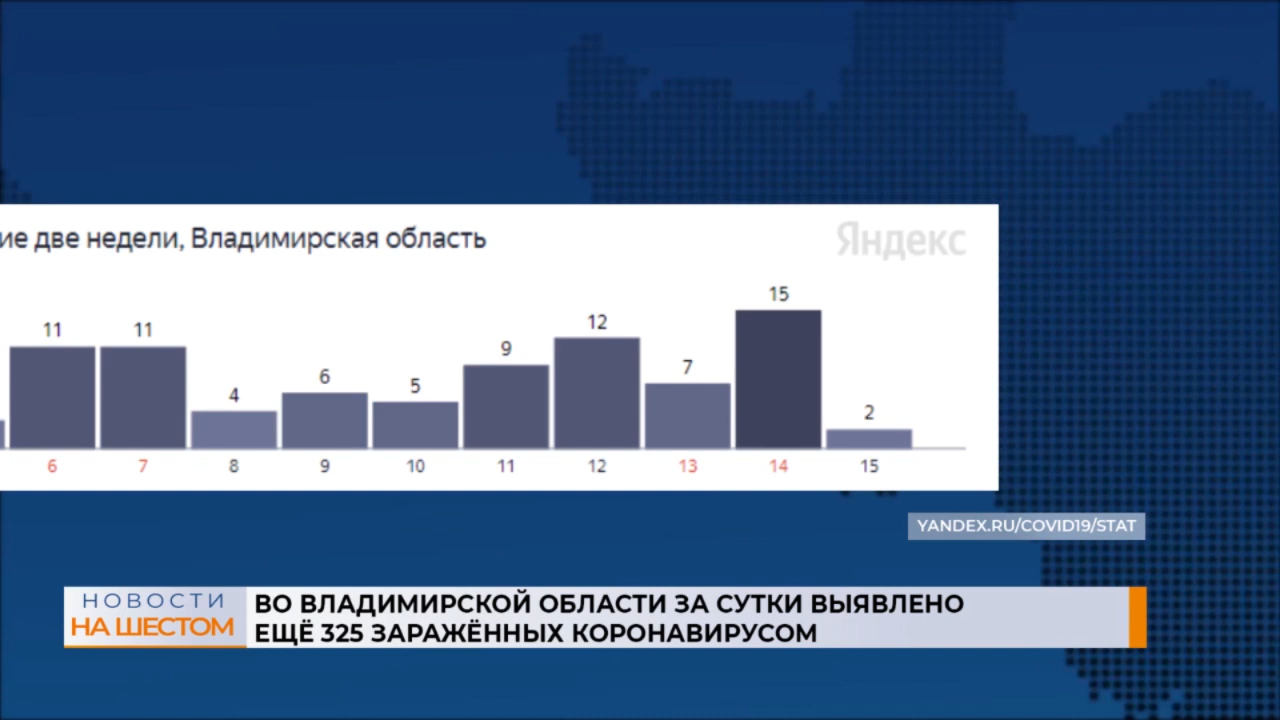 ие две недели, Владимирская область
Яндекс
11 11 4 6 5 9 12 7 15 2
6 7 8 9 10 11 12 13 14 15
YANDEX.RU/COVID19/STAT
НОВОСТИ
НА ШЕСТОМ
ВО ВЛАДИМИРСКОЙ ОБЛАСТИ ЗА СУТКИ ВЫЯВЛЕНО
ЕЩЁ 325 ЗАРАЖЁННЫХ КОРОНАВИРУСОМ